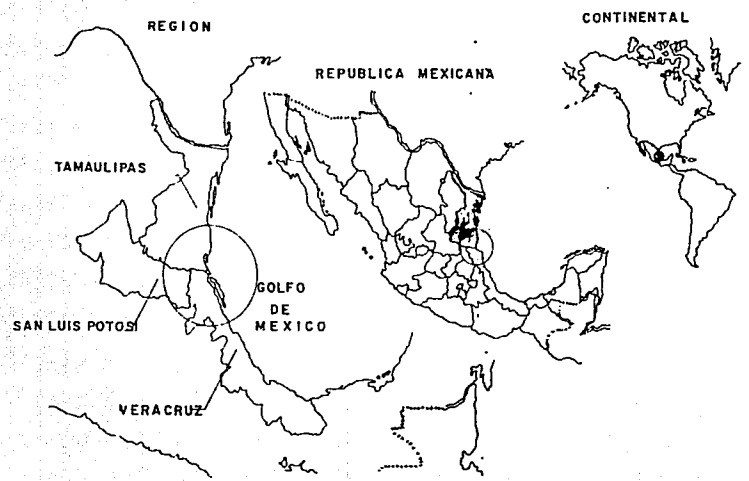 REGION
CONTINENTAL
REPUBLICA MEXICANA
TAMAULIPAS
GOLFO
DE
MEXICO
SAN LUIS POTOSI
VERACRUZ